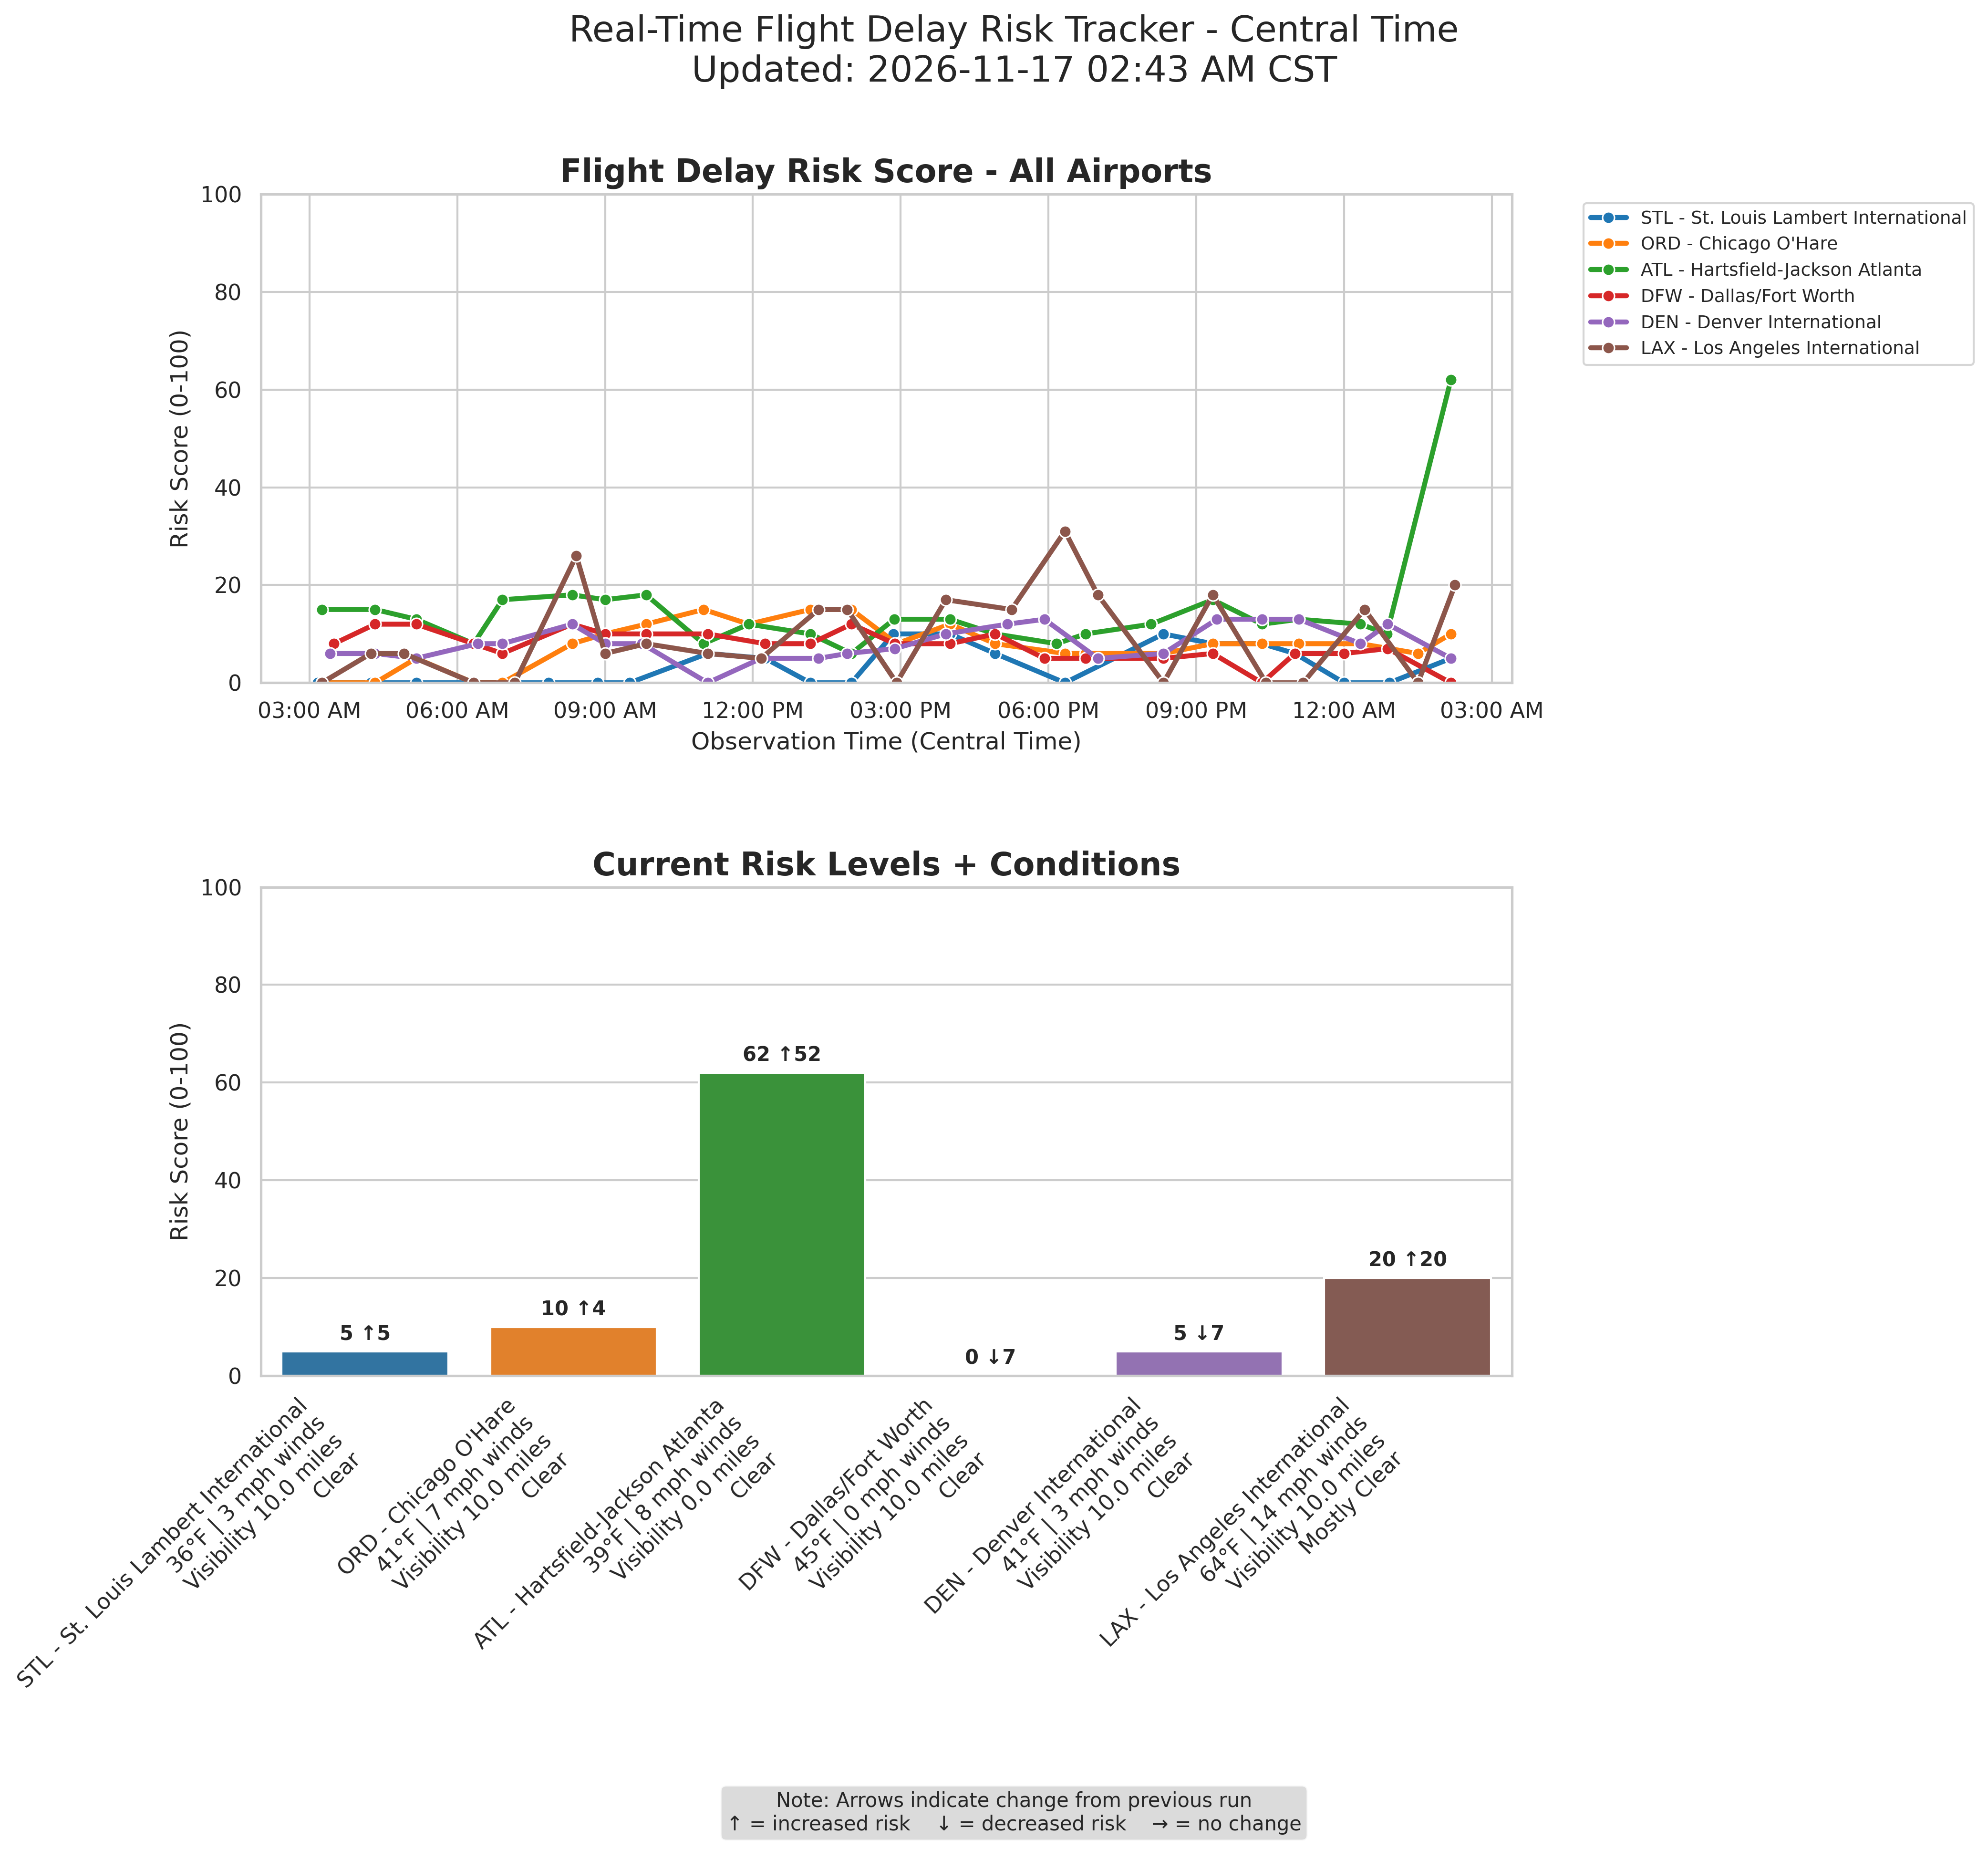 Real-Time Flight Delay Risk Tracker - Central Time
Updated: 2026-11-17 02:43 AM CST
Flight Delay Risk Score - All Airports
100
80
60
40
20
0
Risk Score (0-100)
03:00 AM
06:00 AM
09:00 AM
12:00 PM
03:00 PM
06:00 PM
09:00 PM
12:00 AM
03:00 AM
Observation Time (Central Time)
STL - St. Louis Lambert International
ORD - Chicago O'Hare
ATL - Hartsfield-Jackson Atlanta
DFW - Dallas/Fort Worth
DEN - Denver International
LAX - Los Angeles International
Current Risk Levels + Conditions
100
80
60
40
20
0
Risk Score (0-100)
5 ↑5
10 ↑4
62 ↑52
0 ↓7
5 ↓7
20 ↑20
STL - St. Louis Lambert International
36°F | 3 mph winds
Visibility 10.0 miles
Clear
ORD - Chicago O'Hare
41°F | 7 mph winds
Visibility 10.0 miles
Clear
ATL - Hartsfield-Jackson Atlanta
39°F | 8 mph winds
Visibility 0.0 miles
Clear
DFW - Dallas/Fort Worth
45°F | 0 mph winds
Visibility 10.0 miles
Clear
DEN - Denver International
41°F | 3 mph winds
Visibility 10.0 miles
Clear
LAX - Los Angeles International
64°F | 14 mph winds
Visibility 10.0 miles
Mostly Clear
Note: Arrows indicate change from previous run
↑ = increased risk ↓ = decreased risk → = no change